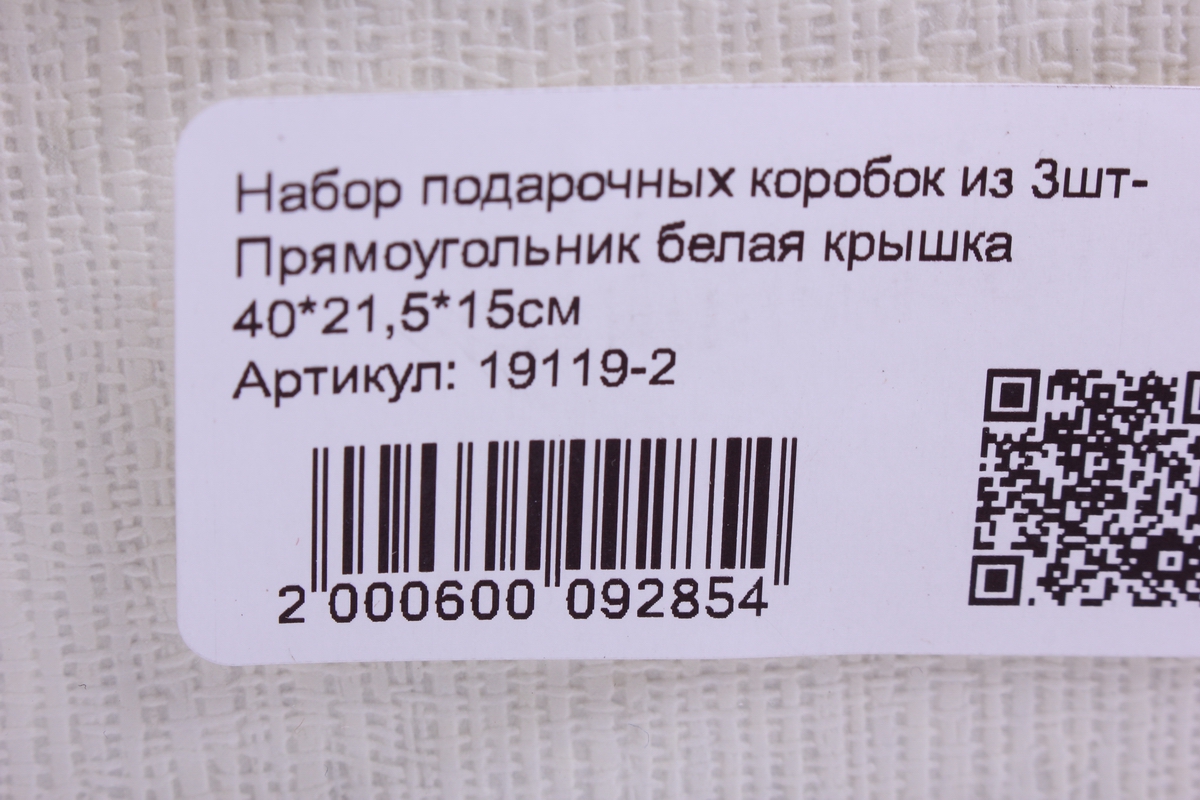 Набор подарочных коробок из 3шт-
Прямоугольник белая крышка
40*21,5*15см
Артикул: 19119-2
2 000600 092854